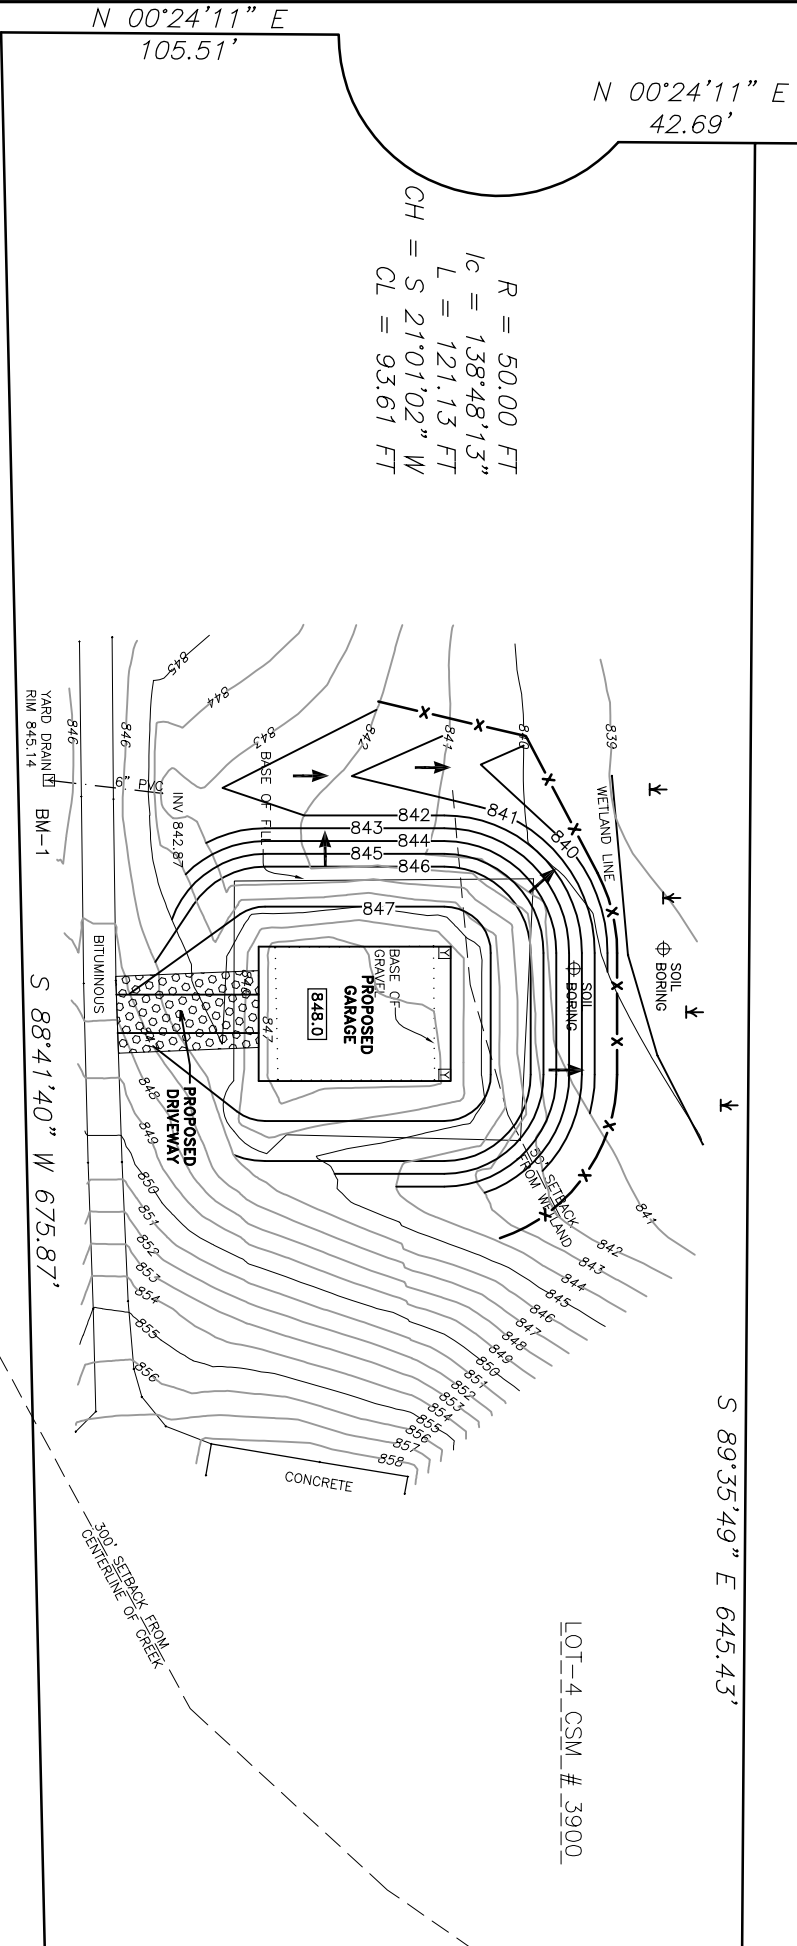 N 00°24'11" E
105.51'
N 00°24'11" E
42.69'
R = 50.00 FT
Ic = 138°48'13"
L = 121.13 FT
CH = S 21°01'02" W
CL = 93.61 FT
839
840
841
842
843
844
845
846
846
YARD DRAIN
RIM 845.14
BM-1
6" PVC
INV 842.87
BASE OF FILL
WETLAND LINE
842
843
844
845
846
841
840
847
SOIL
BORING
SOIL
BORING
BITUMINOUS
BASE OF
GRAVEL
PROPOSED
GARAGE
848.0
846
847
847
PROPOSED
DRIVEWAY
50' SETBACK
FROM WETLAND
848
849
850
851
852
853
854
855
856
841
842
843
844
845
846
847
848
849
850
851
852
853
854
855
856
857
858
CONCRETE
S 88°41'40" W 675.87'
S 89°35'49" E 645.43'
300' SETBACK FROM
CENTERLINE OF CREEK
LOT-4 CSM # 3900